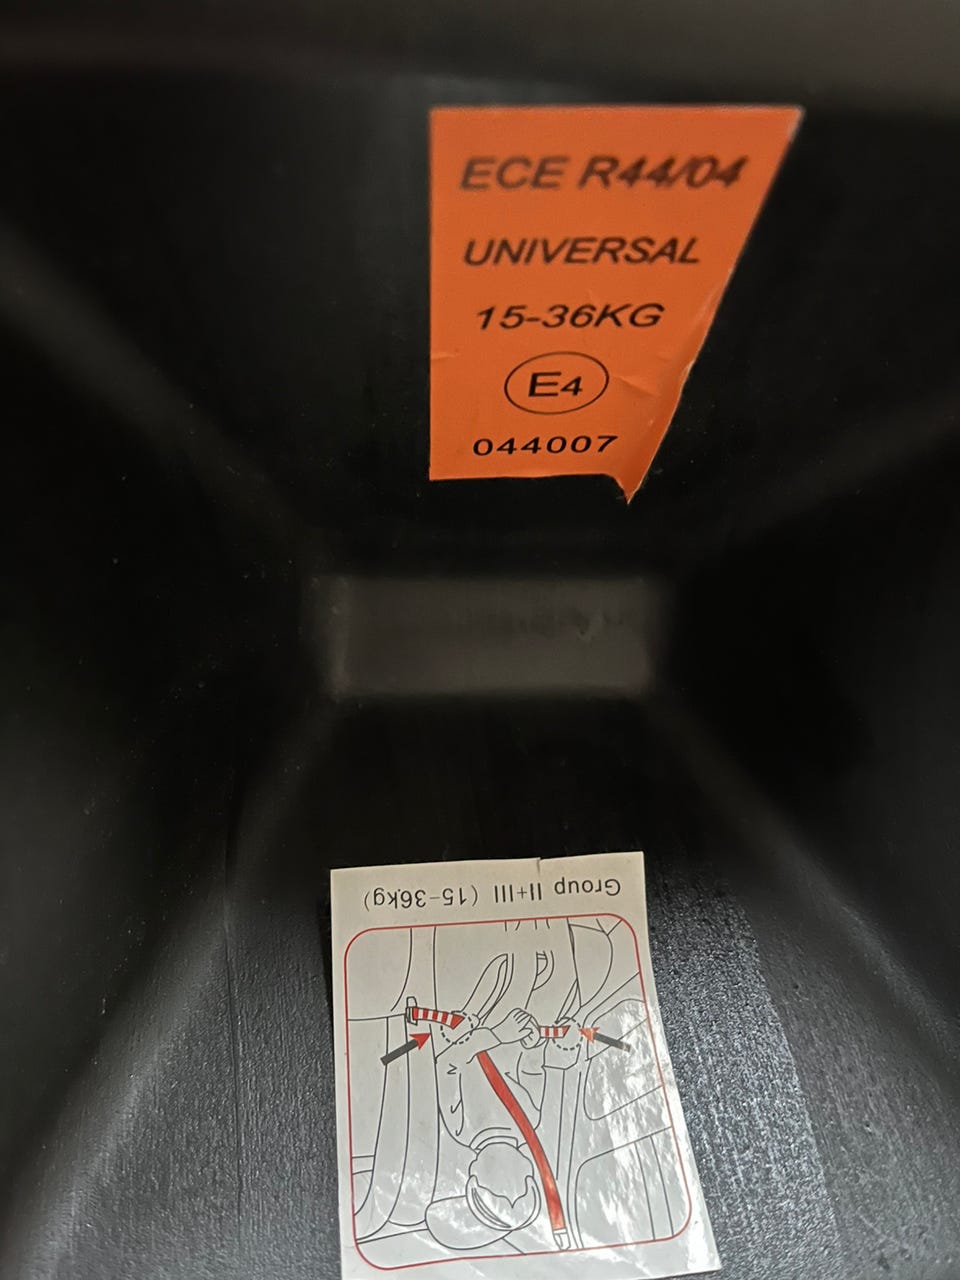 ECE R44/04
UNIVERSAL
15-36KG
E4
044007
Group II+III (15-36kg)